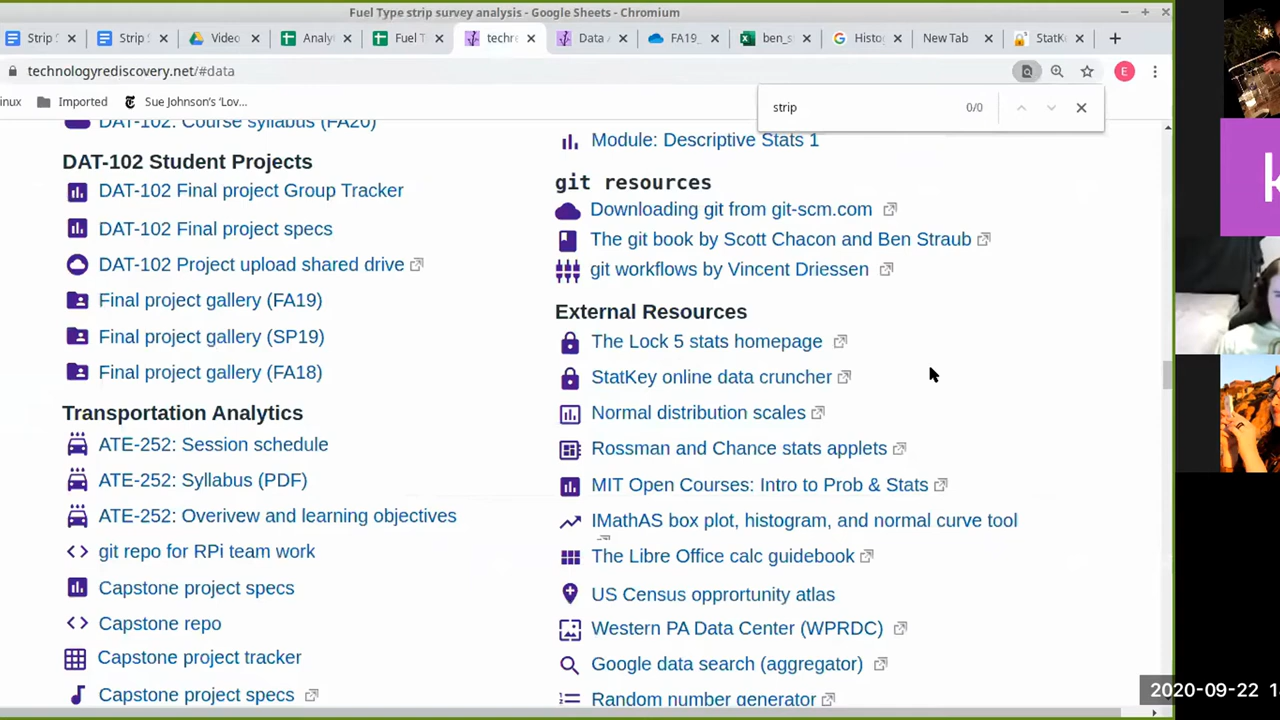 Fuel Type strip survey analysis - Google Sheets - Chromium
Strip S
Strip S
Video
Analy
Fuel T
techre
Data
FA19_
ben_s
Histo
New Tab
StatK
technologyrediscovery.net/#data
E
inux
Imported
Sue Johnson's 'Lov...
strip
0/0
DAT-102: Course syllabus (FA20)
DAT-102 Student Projects
DAT-102 Final project Group Tracker
DAT-102 Final project specs
DAT-102 Project upload shared drive
Final project gallery (FA19)
Final project gallery (SP19)
Final project gallery (FA18)
Transportation Analytics
ATE-252: Session schedule
ATE-252: Syllabus (PDF)
ATE-252: Overivew and learning objectives
git repo for RPi team work
Capstone project specs
Capstone repo
Capstone project tracker
Capstone project specs
Module: Descriptive Stats 1
git resources
Downloading git from git-scm.com
The git book by Scott Chacon and Ben Straub
git workflows by Vincent Driessen
External Resources
The Lock 5 stats homepage
StatKey online data cruncher
Normal distribution scales
Rossman and Chance stats applets
MIT Open Courses: Intro to Prob & Stats
IMathAS box plot, histogram, and normal curve tool
The Libre Office calc guidebook
US Census opprortunity atlas
Western PA Data Center (WPRDC)
Google data search (aggregator)
Random number generator
k
2020-09-22 1